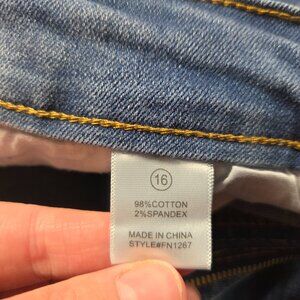 16
98%COTTON
2%SPANDEX
MADE IN CHINA
STYLE#FN1267